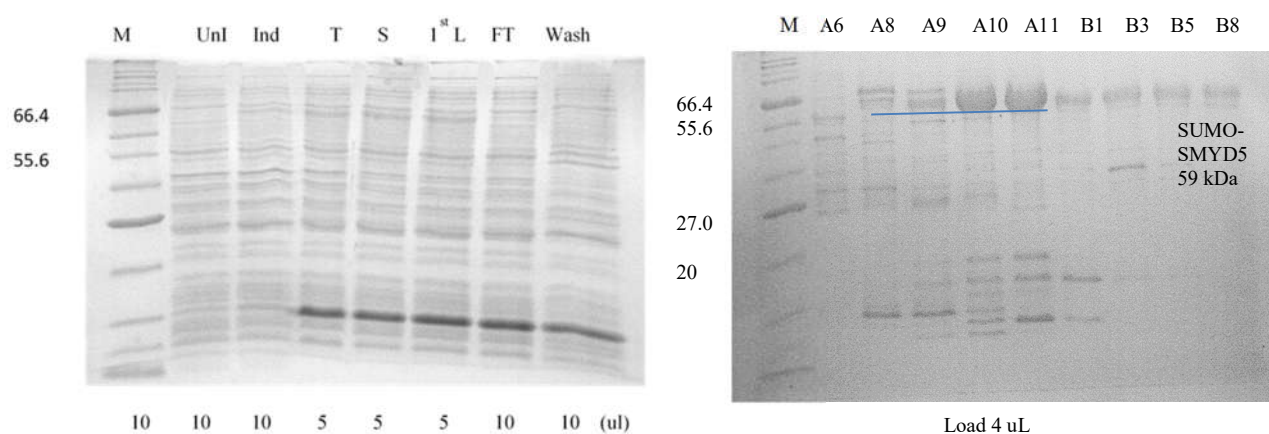 M UnI Ind T S 1st L FT Wash
66.4
55.6
10 10 10 5 5 5 10 10 (ul)
M A6 A8 A9 A10 A11 B1 B3 B5 B8
66.4
55.6
27.0
20
SUMO-
SMYD5
59 kDa
Load 4 uL